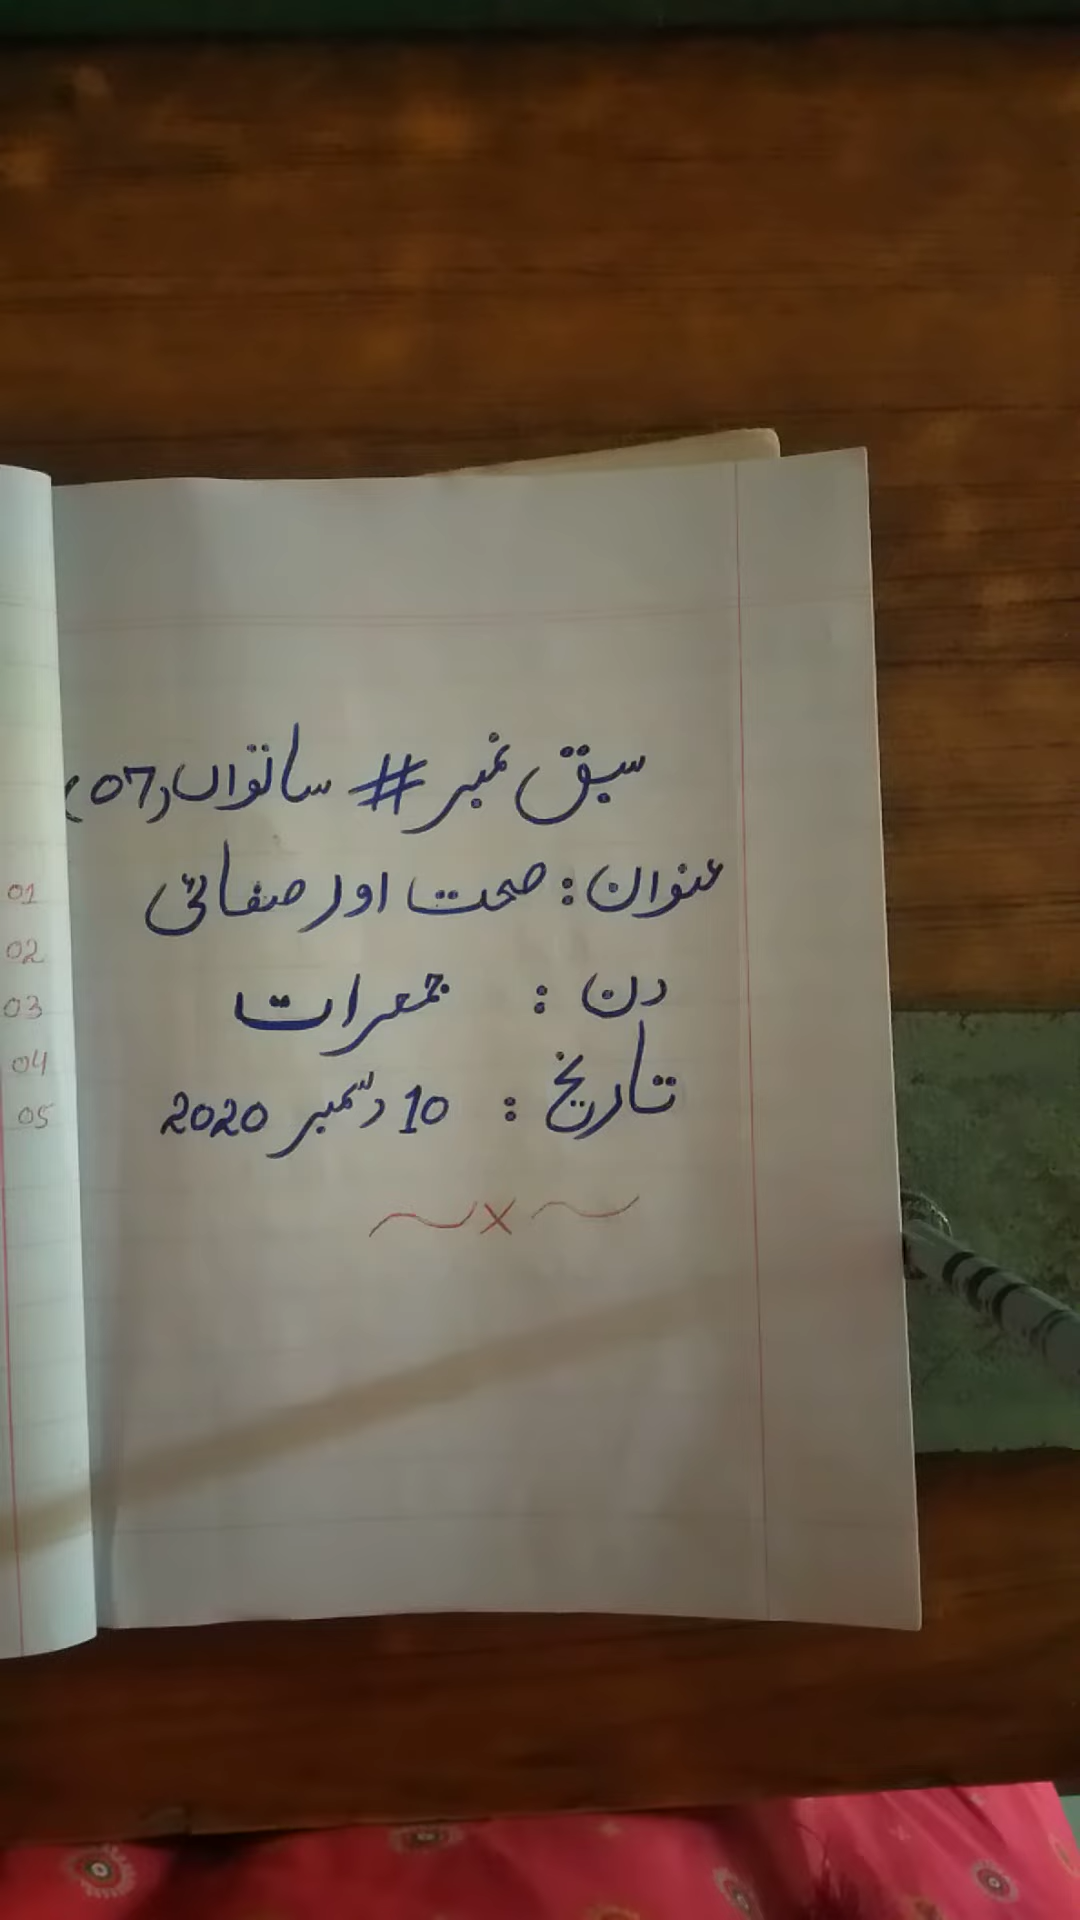 سبق نمبر # ساتواں (07)
عنوان: صحت اور صفائی
دن : جمعرات
تاریخ : 10 دسمبر 2020
~x~
01
02
03
04
05